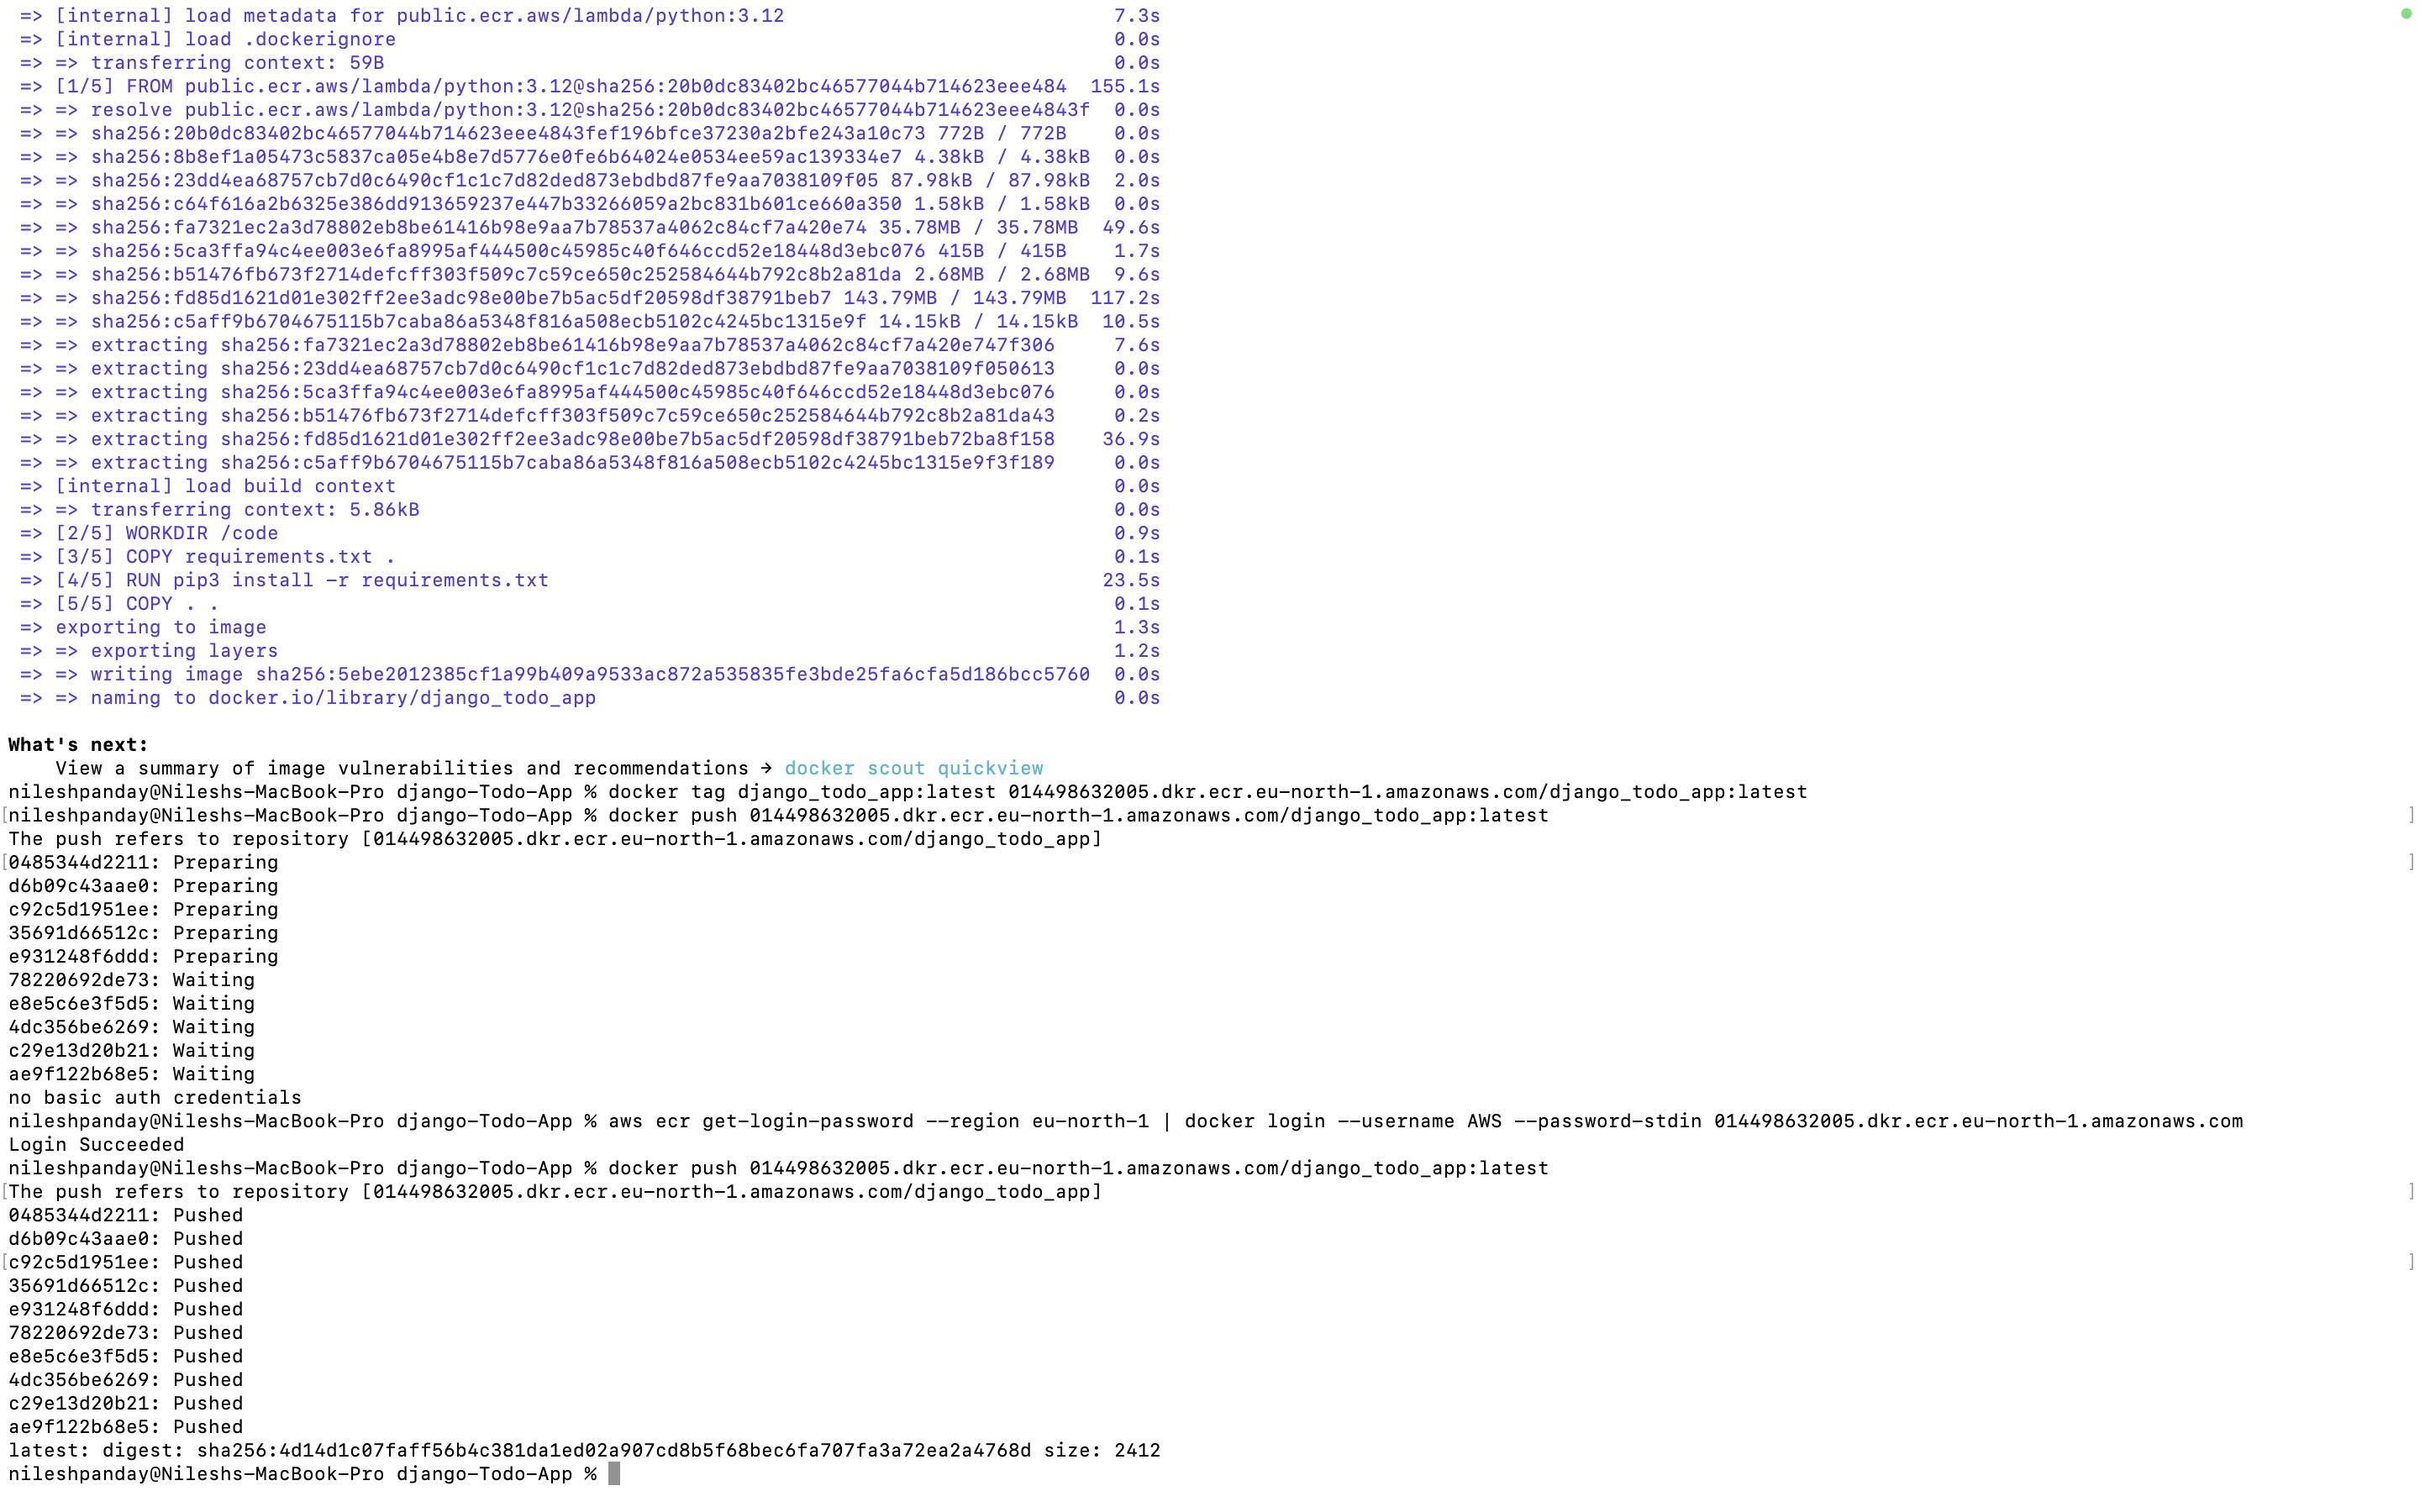 => [internal] load metadata for public.ecr.aws/lambda/python:3.12 7.3s
=> [internal] load .dockerignore 0.0s
=> => transferring context: 59B 0.0s
=> [1/5] FROM public.ecr.aws/lambda/python:3.12@sha256:20b0dc83402bc46577044b714623eee484 155.1s
=> => resolve public.ecr.aws/lambda/python:3.12@sha256:20b0dc83402bc46577044b714623eee4843f 0.0s
=> => sha256:20b0dc83402bc46577044b714623eee4843fef196bfce37230a2bfe243a10c73 772B / 772B 0.0s
=> => sha256:8b8ef1a05473c5837ca05e4b8e7d5776e0fe6b64024e0534ee59ac139334e7 4.38kB / 4.38kB 0.0s
=> => sha256:23dd4ea68757cb7d0c6490cf1c1c7d82ded873ebdbd87fe9aa7038109f05 87.98kB / 87.98kB 2.0s
=> => sha256:c64f616a2b6325e386dd913659237e447b33266059a2bc831b601ce660a350 1.58kB / 1.58kB 0.0s
=> => sha256:fa7321ec2a3d78802eb8be61416b98e9aa7b78537a4062c84cf7a420e74 35.78MB / 35.78MB 49.6s
=> => sha256:5ca3ffa94c4ee003e6fa8995af444500c45985c40f646ccd52e18448d3ebc076 415B / 415B 1.7s
=> => sha256:b51476fb673f2714defcff303f509c7c59ce650c252584644b792c8b2a81da 2.68MB / 2.68MB 9.6s
=> => sha256:fd85d1621d01e302ff2ee3adc98e00be7b5ac5df20598df38791beb7 143.79MB / 143.79MB 117.2s
=> => sha256:c5aff9b6704675115b7caba86a5348f816a508ecb5102c4245bc1315e9f 14.15kB / 14.15kB 10.5s
=> => extracting sha256:fa7321ec2a3d78802eb8be61416b98e9aa7b78537a4062c84cf7a420e747f306 7.6s
=> => extracting sha256:23dd4ea68757cb7d0c6490cf1c1c7d82ded873ebdbd87fe9aa7038109f050613 0.0s
=> => extracting sha256:5ca3ffa94c4ee003e6fa8995af444500c45985c40f646ccd52e18448d3ebc076 0.0s
=> => extracting sha256:b51476fb673f2714defcff303f509c7c59ce650c252584644b792c8b2a81da43 0.2s
=> => extracting sha256:fd85d1621d01e302ff2ee3adc98e00be7b5ac5df20598df38791beb72ba8f158 36.9s
=> => extracting sha256:c5aff9b6704675115b7caba86a5348f816a508ecb5102c4245bc1315e9f3f189 0.0s
=> [internal] load build context 0.0s
=> => transferring context: 5.86kB 0.0s
=> [2/5] WORKDIR /code 0.9s
=> [3/5] COPY requirements.txt . 0.1s
=> [4/5] RUN pip3 install -r requirements.txt 23.5s
=> [5/5] COPY . . 0.1s
=> exporting to image 1.3s
=> => exporting layers 1.2s
=> => writing image sha256:5ebe2012385cf1a99b409a9533ac872a535835fe3bde25fa6cfa5d186bcc5760 0.0s
=> => naming to docker.io/library/django_todo_app 0.0s
What's next:
View a summary of image vulnerabilities and recommendations → docker scout quickview
nileshpanday@Nileshs-MacBook-Pro django-Todo-App % docker tag django_todo_app:latest 014498632005.dkr.ecr.eu-north-1.amazonaws.com/django_todo_app:latest
[nileshpanday@Nileshs-MacBook-Pro django-Todo-App % docker push 014498632005.dkr.ecr.eu-north-1.amazonaws.com/django_todo_app:latest ]
The push refers to repository [014498632005.dkr.ecr.eu-north-1.amazonaws.com/django_todo_app]
[0485344d2211: Preparing ]
d6b09c43aae0: Preparing
c92c5d1951ee: Preparing
35691d66512c: Preparing
e931248f6ddd: Preparing
78220692de73: Waiting
e8e5c6e3f5d5: Waiting
4dc356be6269: Waiting
c29e13d20b21: Waiting
ae9f122b68e5: Waiting
no basic auth credentials
nileshpanday@Nileshs-MacBook-Pro django-Todo-App % aws ecr get-login-password --region eu-north-1 | docker login --username AWS --password-stdin 014498632005.dkr.ecr.eu-north-1.amazonaws.com
Login Succeeded
nileshpanday@Nileshs-MacBook-Pro django-Todo-App % docker push 014498632005.dkr.ecr.eu-north-1.amazonaws.com/django_todo_app:latest
[The push refers to repository [014498632005.dkr.ecr.eu-north-1.amazonaws.com/django_todo_app] ]
0485344d2211: Pushed
d6b09c43aae0: Pushed
[c92c5d1951ee: Pushed ]
35691d66512c: Pushed
e931248f6ddd: Pushed
78220692de73: Pushed
e8e5c6e3f5d5: Pushed
4dc356be6269: Pushed
c29e13d20b21: Pushed
ae9f122b68e5: Pushed
latest: digest: sha256:4d14d1c07faff56b4c381da1ed02a907cd8b5f68bec6fa707fa3a72ea2a4768d size: 2412
nileshpanday@Nileshs-MacBook-Pro django-Todo-App %